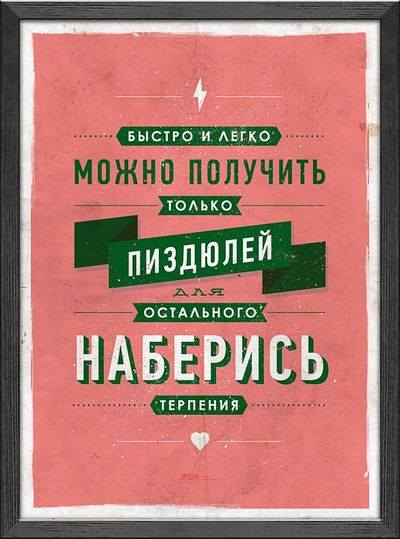 БЫСТРО И ЛЕГКО
МОЖНО ПОЛУЧИТЬ
ТОЛЬКО
ПИЗДЮЛЕЙ
ДЛЯ
ОСТАЛЬНОГО
НАБЕРИСЬ
ТЕРПЕНИЯ